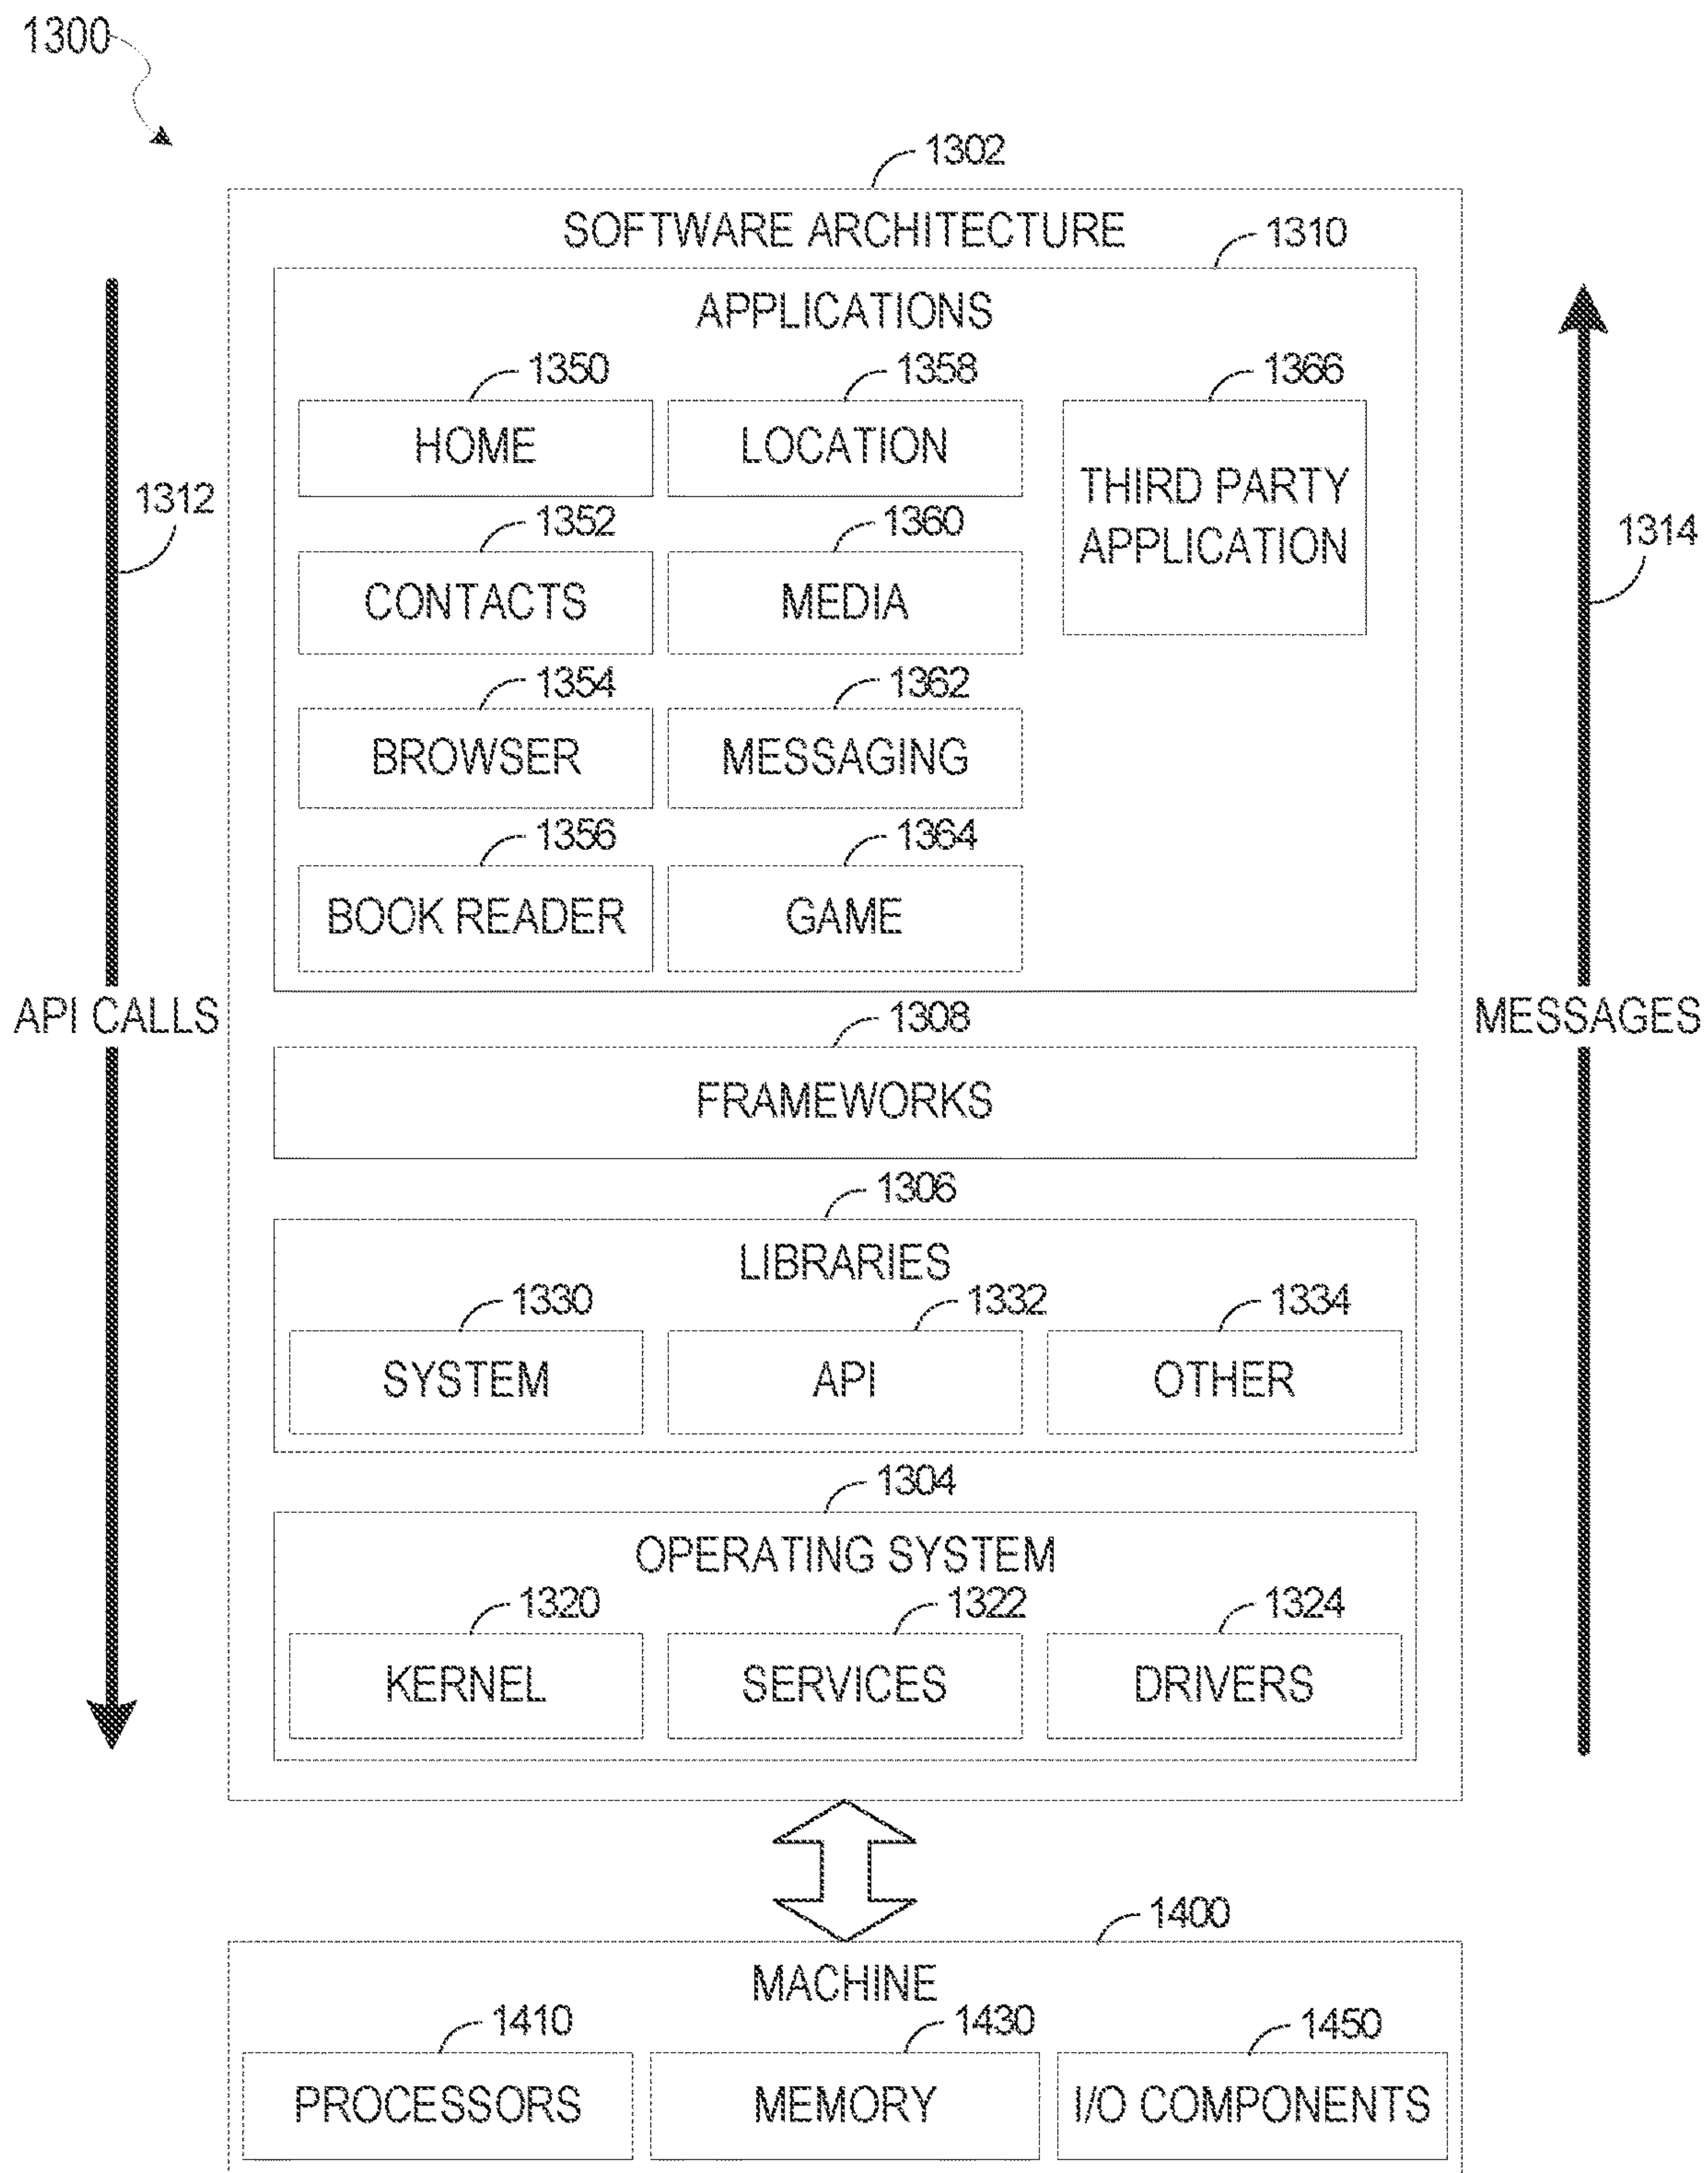 1300
1302
SOFTWARE ARCHITECTURE
1310
APPLICATIONS
1350
1358
1366
HOME
LOCATION
THIRD PARTY
APPLICATION
1312
1314
1352
1360
CONTACTS
MEDIA
1354
1362
BROWSER
MESSAGING
1356
1364
BOOK READER
GAME
API CALLS
MESSAGES
1308
FRAMEWORKS
1306
LIBRARIES
1330
1332
1334
SYSTEM
API
OTHER
1304
OPERATING SYSTEM
1320
1322
1324
KERNEL
SERVICES
DRIVERS
1400
MACHINE
1410
1430
1450
PROCESSORS
MEMORY
I/O COMPONENTS